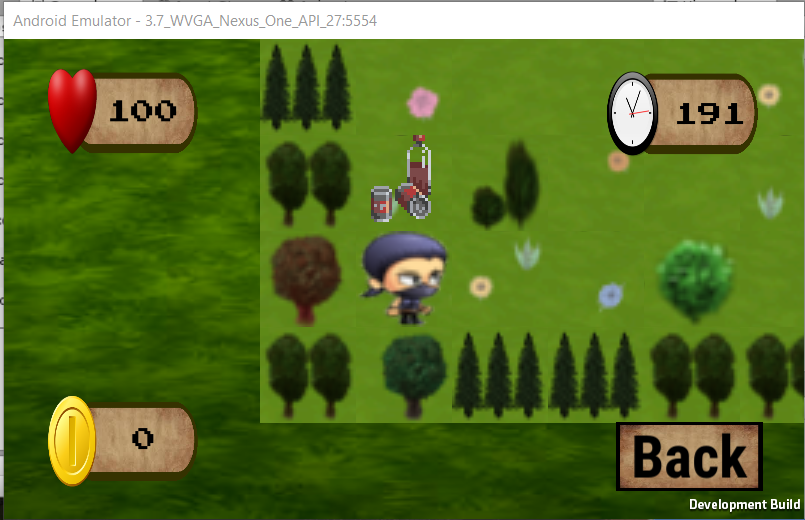 Android Emulator - 3.7_WVGA_Nexus_One_API_27:5554
100
191
0
Back
Development Build